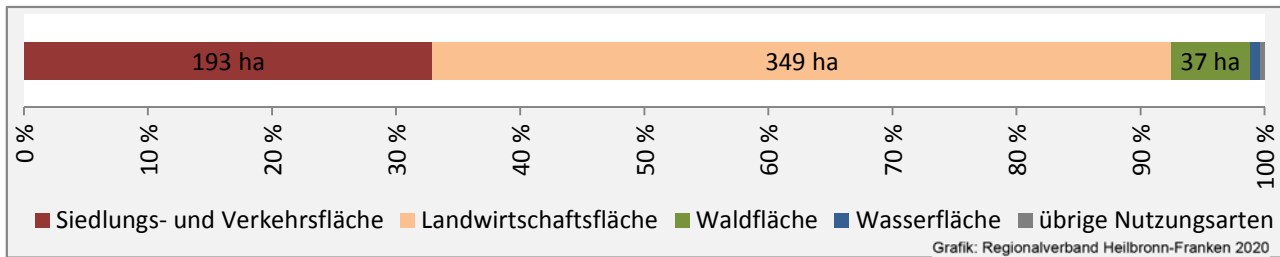 193 ha 349 ha 37 ha
0 % 10 % 20 % 30 % 40 % 50 % 60 % 70 % 80 % 90 % 100 %
Siedlungs- und Verkehrsfläche Landwirtschaftsfläche Waldfläche Wasserfläche übrige Nutzungsarten
Grafik: Regionalverband Heilbronn-Franken 2020